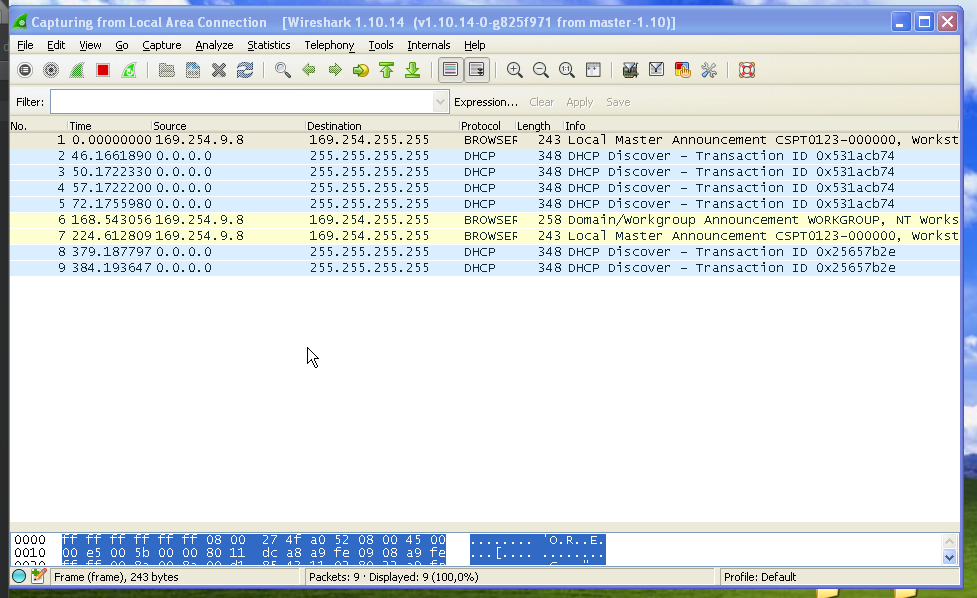 Capturing from Local Area Connection [Wireshark 1.10.14 (v1.10.14-0-g825f971 from master-1.10)]
File Edit View Go Capture Analyze Statistics Telephony Tools Internals Help
Filter: Expression... Clear Apply Save
No. Time Source Destination Protocol Length Info
1 0.00000000 169.254.9.8 169.254.255.255 BROWSER 243 Local Master Announcement CSPT0123-000000, Workst
2 46.1661890 0.0.0.0 255.255.255.255 DHCP 348 DHCP Discover - Transaction ID 0x531acb74
3 50.1722330 0.0.0.0 255.255.255.255 DHCP 348 DHCP Discover - Transaction ID 0x531acb74
4 57.1722200 0.0.0.0 255.255.255.255 DHCP 348 DHCP Discover - Transaction ID 0x531acb74
5 72.1755980 0.0.0.0 255.255.255.255 DHCP 348 DHCP Discover - Transaction ID 0x531acb74
6 168.543056 169.254.9.8 169.254.255.255 BROWSER 258 Domain/Workgroup Announcement WORKGROUP, NT Works
7 224.612809 169.254.9.8 169.254.255.255 BROWSER 243 Local Master Announcement CSPT0123-000000, Workst
8 379.187797 0.0.0.0 255.255.255.255 DHCP 348 DHCP Discover - Transaction ID 0x25657b2e
9 384.193647 0.0.0.0 255.255.255.255 DHCP 348 DHCP Discover - Transaction ID 0x25657b2e
0000 ff ff ff ff ff ff 08 00 27 4f a0 52 08 00 45 00 ........ 'O.R..E.
0010 00 e5 00 5b 00 00 80 11 dc a8 a9 fe 09 08 a9 fe ...[.... ........
Frame (frame), 243 bytes Packets: 9 · Displayed: 9 (100,0%) Profile: Default